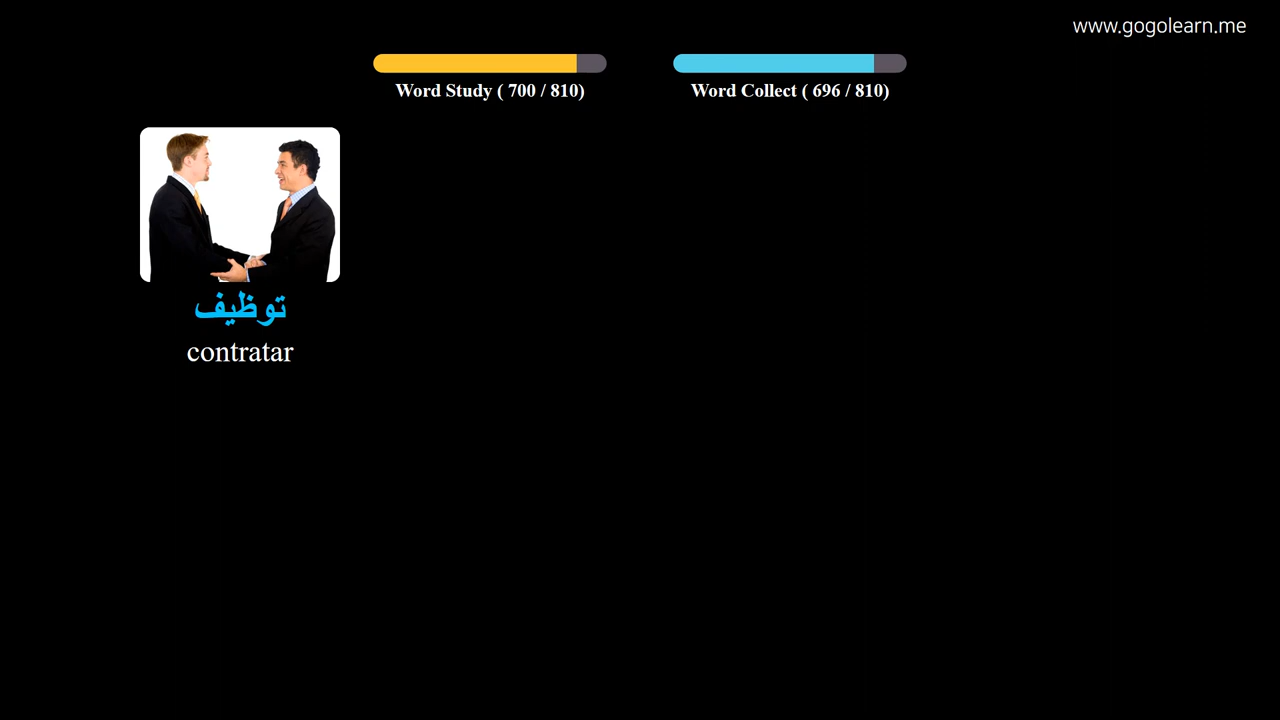 www.gogolearn.me
Word Study ( 700 / 810)
Word Collect ( 696 / 810)
توظيف
contratar